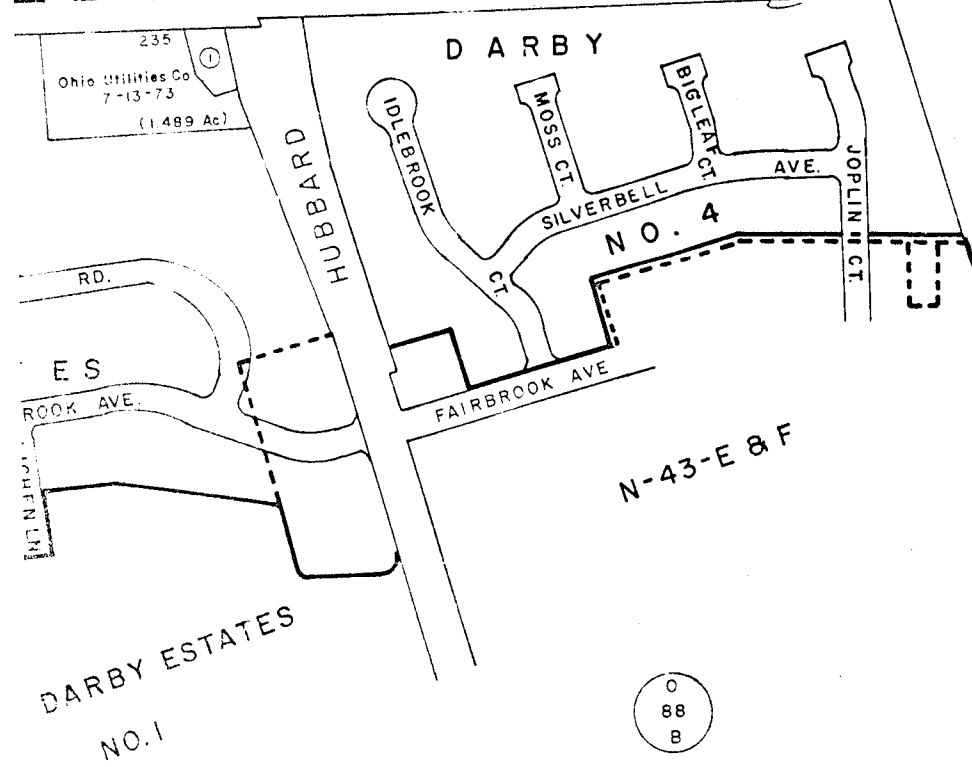 235
1
Ohio Utilities Co
7-13-73
(1.489 Ac)
DARBY
IDLEBROOK
CT.
MOSS CT.
BIGLEAF CT.
SILVERBELL AVE.
JOPLIN CT.
HUBBARD
NO. 4
RD.
ES
ROOK AVE.
LN
FAIRBROOK AVE
N-43-E & F
DARBY ESTATES
NO. 1
O
88
B